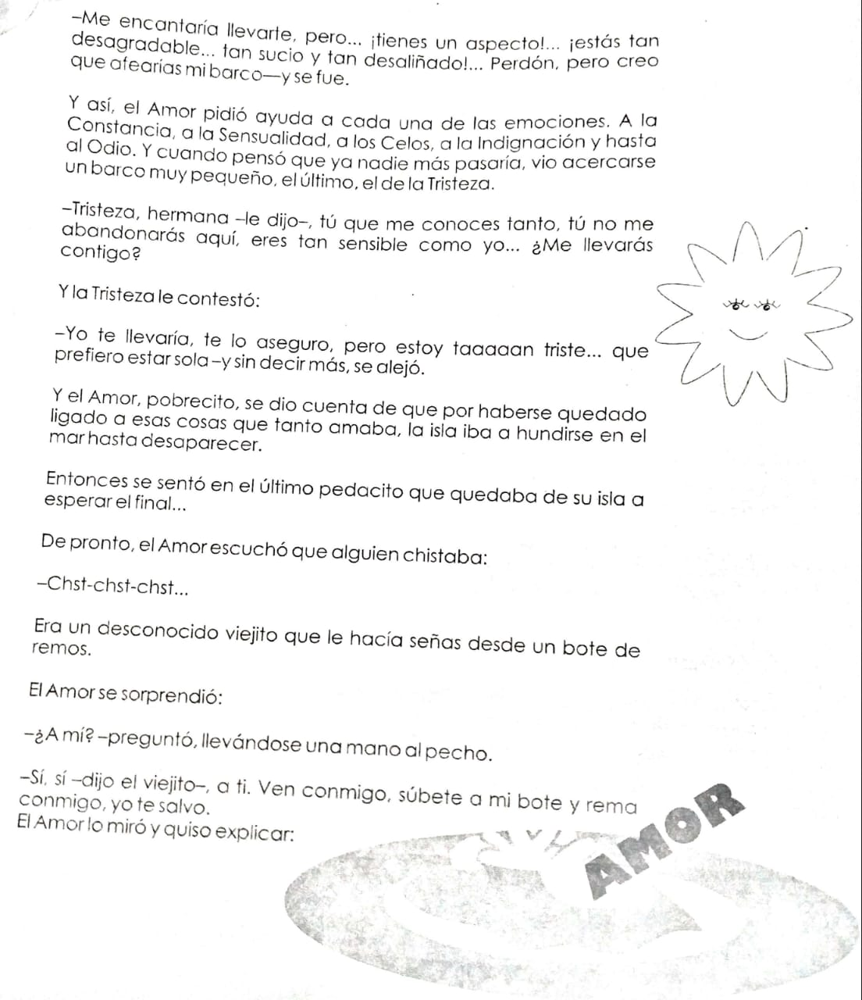 –Me encantaría llevarte, pero... ¡tienes un aspecto!... ¡estás tan
desagradable... tan sucio y tan desaliñado!... Perdón, pero creo
que afearías mi barco—y se fue.
Y así, el Amor pidió ayuda a cada una de las emociones. A la
Constancia, a la Sensualidad, a los Celos, a la Indignación y hasta
al Odio. Y cuando pensó que ya nadie más pasaría, vio acercarse
un barco muy pequeño, el último, el de la Tristeza.
–Tristeza, hermana –le dijo–, tú que me conoces tanto, tú no me
abandonarás aquí, eres tan sensible como yo... ¿Me llevarás
contigo?
Y la Tristeza le contestó:
–Yo te llevaría, te lo aseguro, pero estoy taaaaan triste... que
prefiero estar sola –y sin decir más, se alejó.
Y el Amor, pobrecito, se dio cuenta de que por haberse quedado
ligado a esas cosas que tanto amaba, la isla iba a hundirse en el
mar hasta desaparecer.
Entonces se sentó en el último pedacito que quedaba de su isla a
esperar el final...
De pronto, el Amor escuchó que alguien chistaba:
–Chst-chst-chst...
Era un desconocido viejito que le hacía señas desde un bote de
remos.
El Amor se sorprendió:
–¿A mí? –preguntó, llevándose una mano al pecho.
–Sí, sí –dijo el viejito–, a ti. Ven conmigo, súbete a mi bote y rema
conmigo, yo te salvo.
El Amor lo miró y quiso explicar:
AMOR